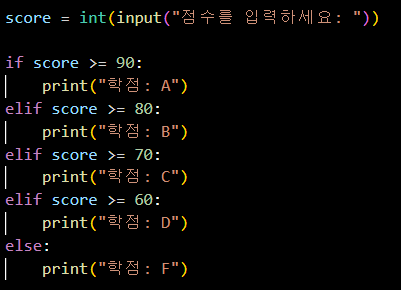 score = int(input("점수를 입력하세요: "))
if score >= 90:
    print("학점: A")
elif score >= 80:
    print("학점: B")
elif score >= 70:
    print("학점: C")
elif score >= 60:
    print("학점: D")
else:
    print("학점: F")